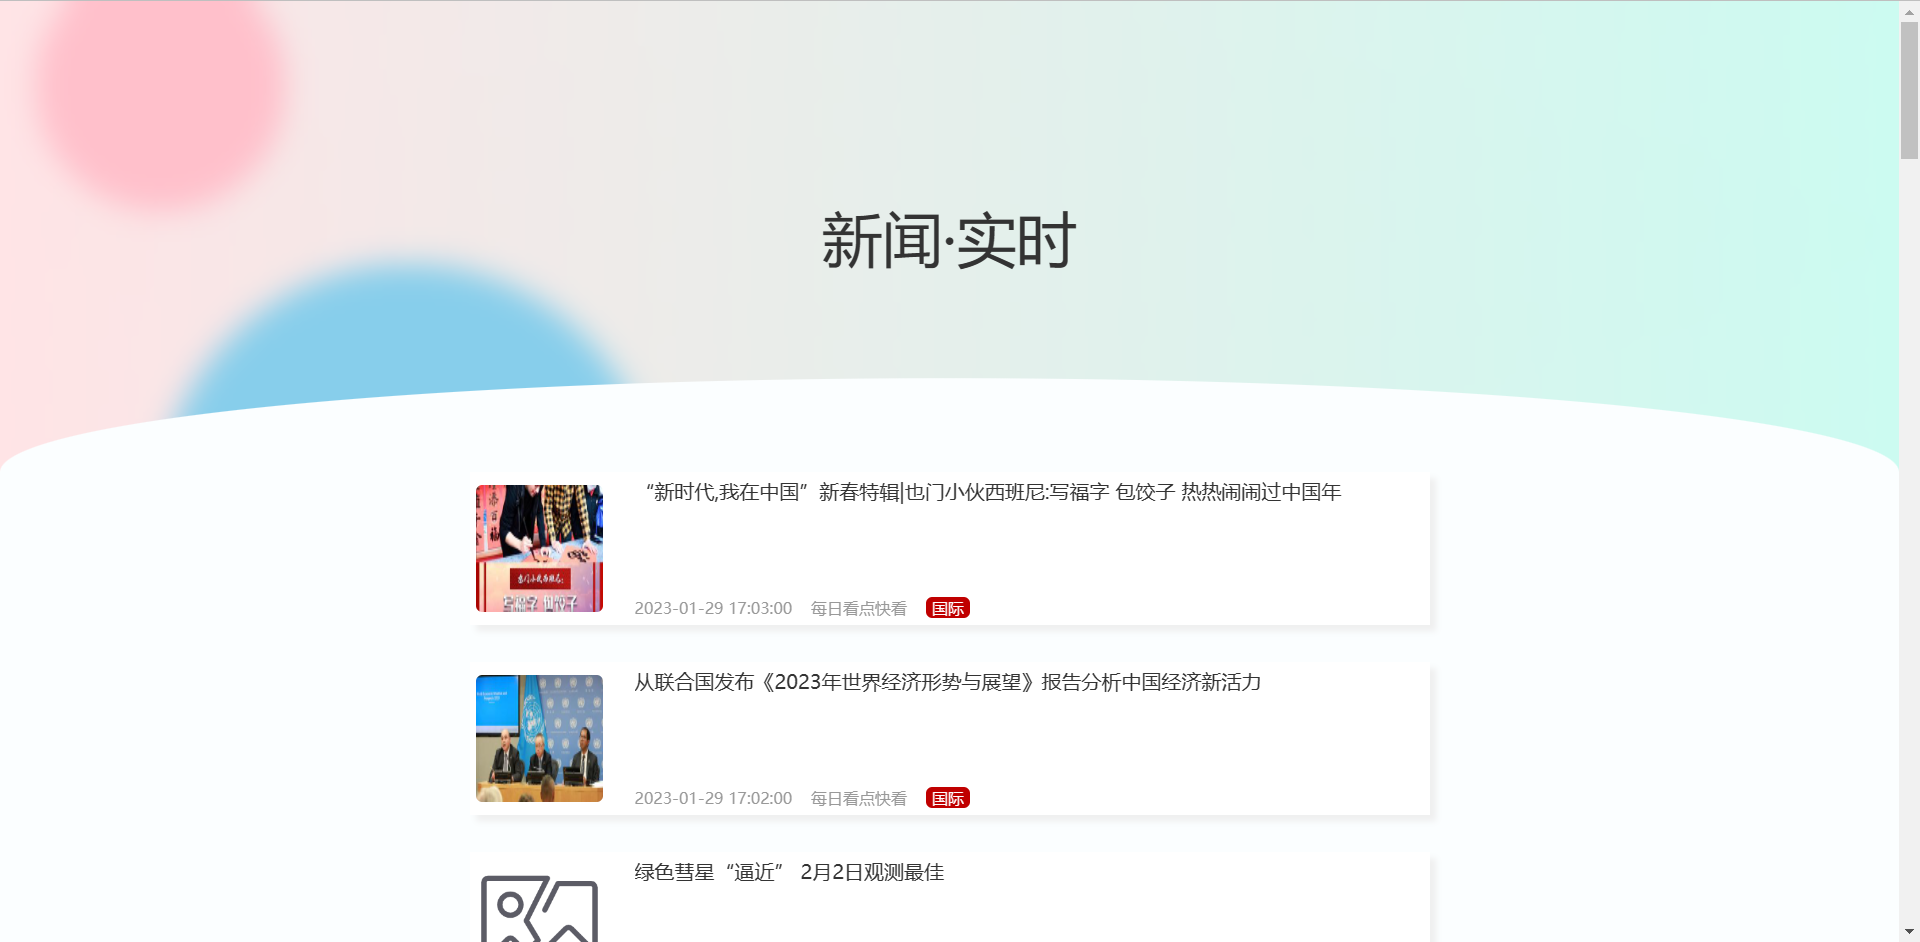 新闻·实时
“新时代,我在中国”新春特辑|也门小伙西班尼:写福字 包饺子 热热闹闹过中国年
2023-01-29 17:03:00 每日看点快看 国际
从联合国发布《2023年世界经济形势与展望》报告分析中国经济新活力
2023-01-29 17:02:00 每日看点快看 国际
绿色彗星“逼近” 2月2日观测最佳